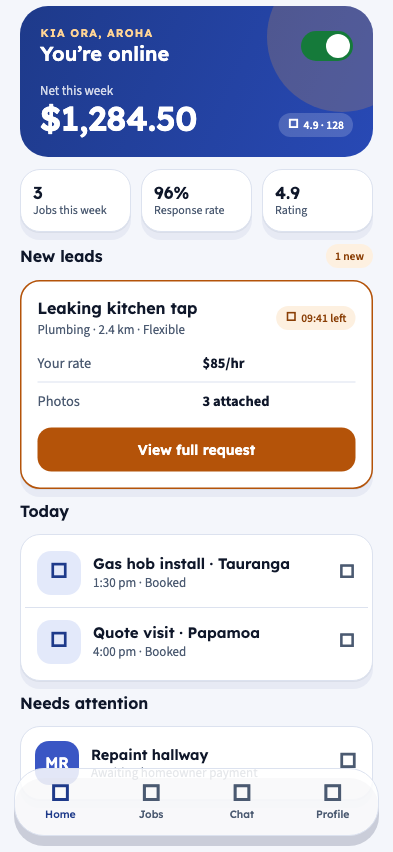 KIA ORA, AROHA
You’re online
Net this week
$1,284.50
4.9 · 128
3
Jobs this week
96%
Response rate
4.9
Rating
New leads
1 new
Leaking kitchen tap
Plumbing · 2.4 km · Flexible
09:41 left
Your rate
$85/hr
Photos
3 attached
View full request
Today
Gas hob install · Tauranga
1:30 pm · Booked
Quote visit · Papamoa
4:00 pm · Booked
Needs attention
MR
Repaint hallway
Awaiting homeowner payment
Home
Jobs
Chat
Profile